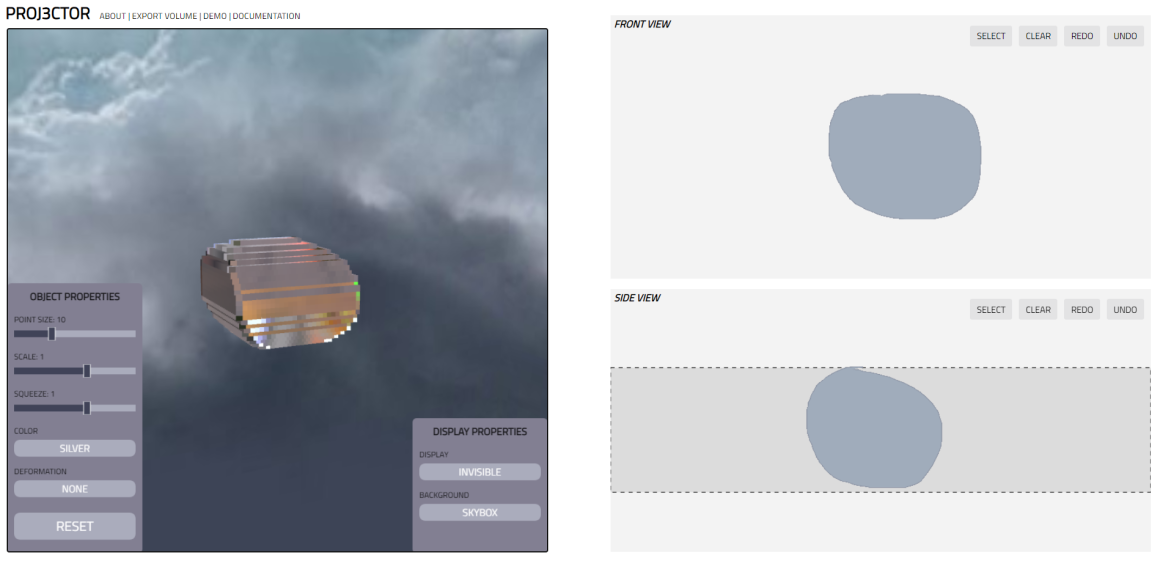 PROJ3CTOR ABOUT | EXPORT VOLUME | DEMO | DOCUMENTATION
OBJECT PROPERTIES
POINT SIZE: 10
SCALE: 1
SQUEEZE: 1
COLOR
SILVER
DEFORMATION
NONE
RESET
DISPLAY PROPERTIES
DISPLAY
INVISIBLE
BACKGROUND
SKYBOX
FRONT VIEW
SELECT CLEAR REDO UNDO
SIDE VIEW
SELECT CLEAR REDO UNDO